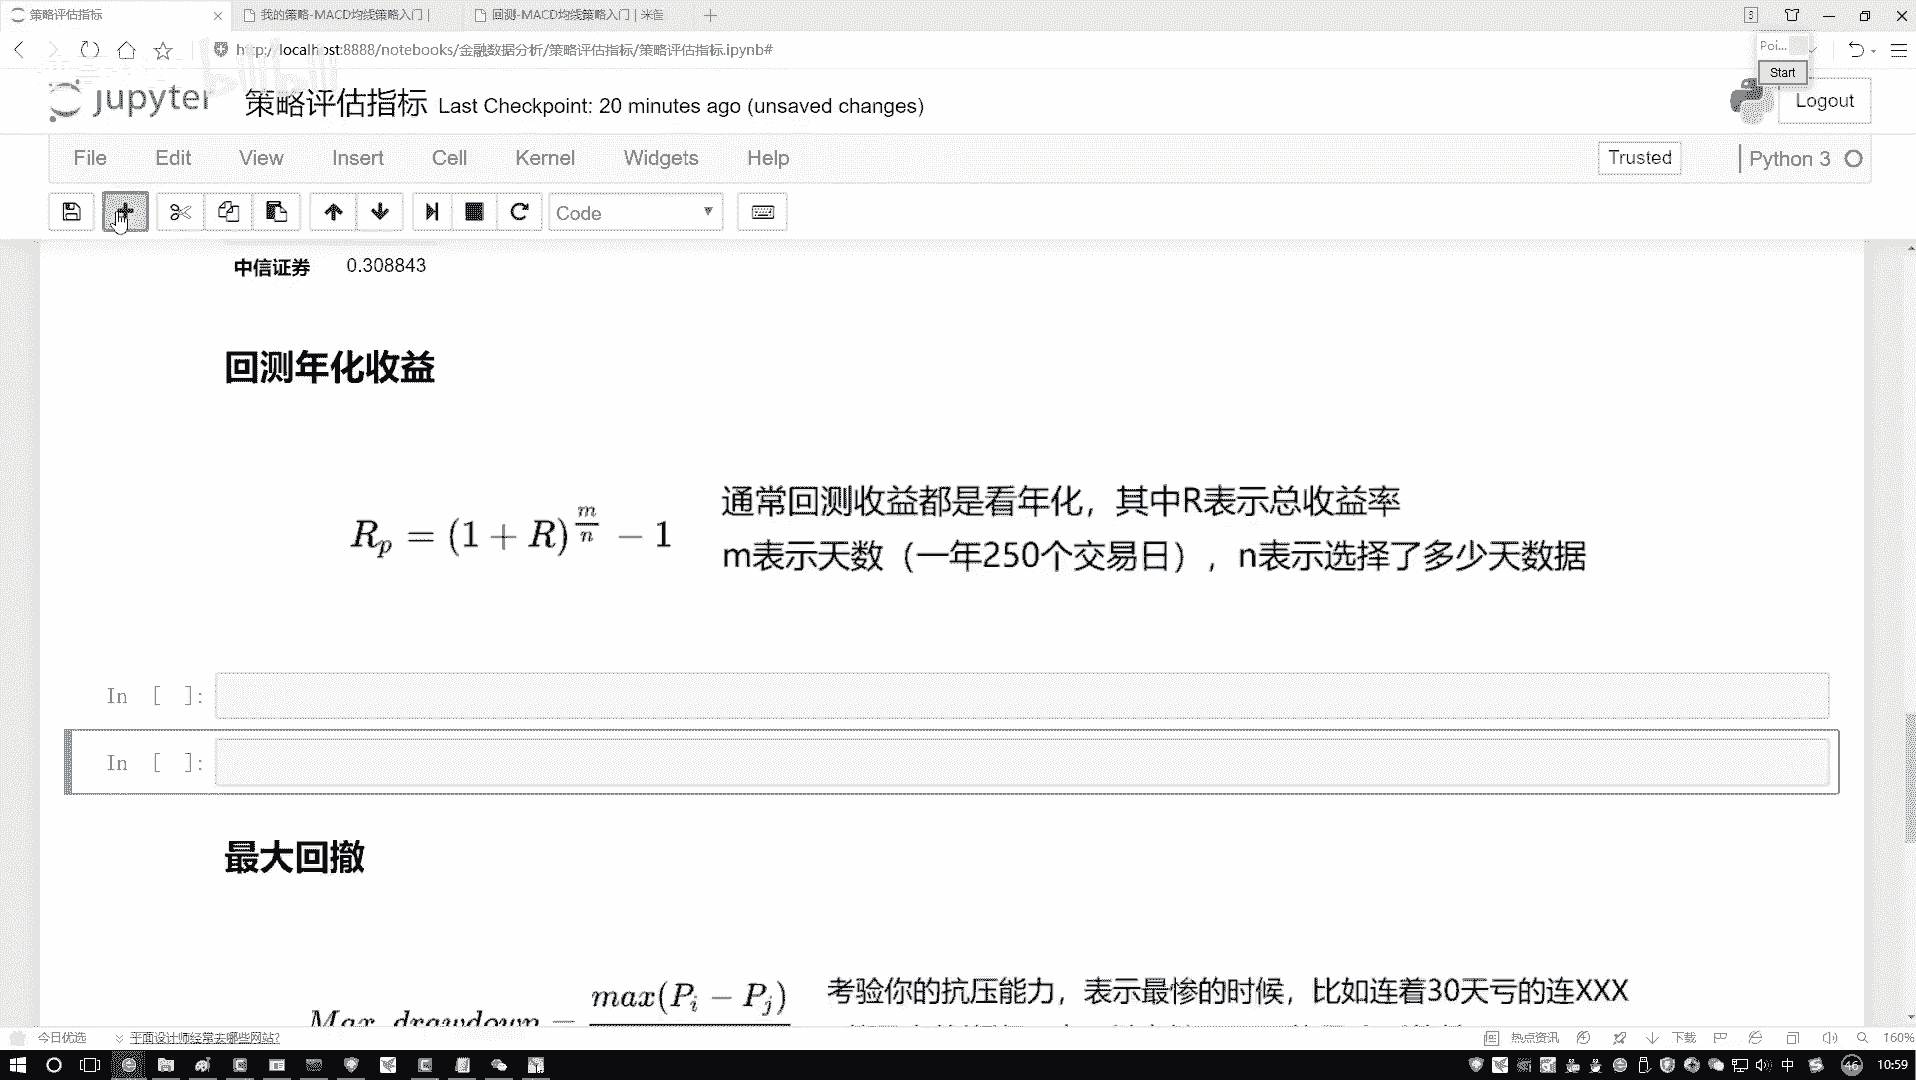 策略评估指标
我的策略-MACD均线策略入门 |
回测-MACD均线策略入门 | 米筐
http://localhost:8888/notebooks/金融数据分析/策略评估指标/策略评估指标.ipynb#
Poi...
Start
jupyter 策略评估指标 Last Checkpoint: 20 minutes ago (unsaved changes)
Logout
File Edit View Insert Cell Kernel Widgets Help
Trusted
Python 3
Code
中信证券 0.308843
回测年化收益
R_p = (1 + R)^{m/n} − 1
通常回测收益都是看年化，其中R表示总收益率
m表示天数（一年250个交易日），n表示选择了多少天数据
In [ ]:
In [ ]:
最大回撤
max(P_i − P_j)
Max_drawdown =
考验你的抗压能力，表示最惨的时候，比如连着30天亏的连XXX
今日优选
平面设计师经常去哪些网站?
热点资讯
下载
160%
中
46
10:59